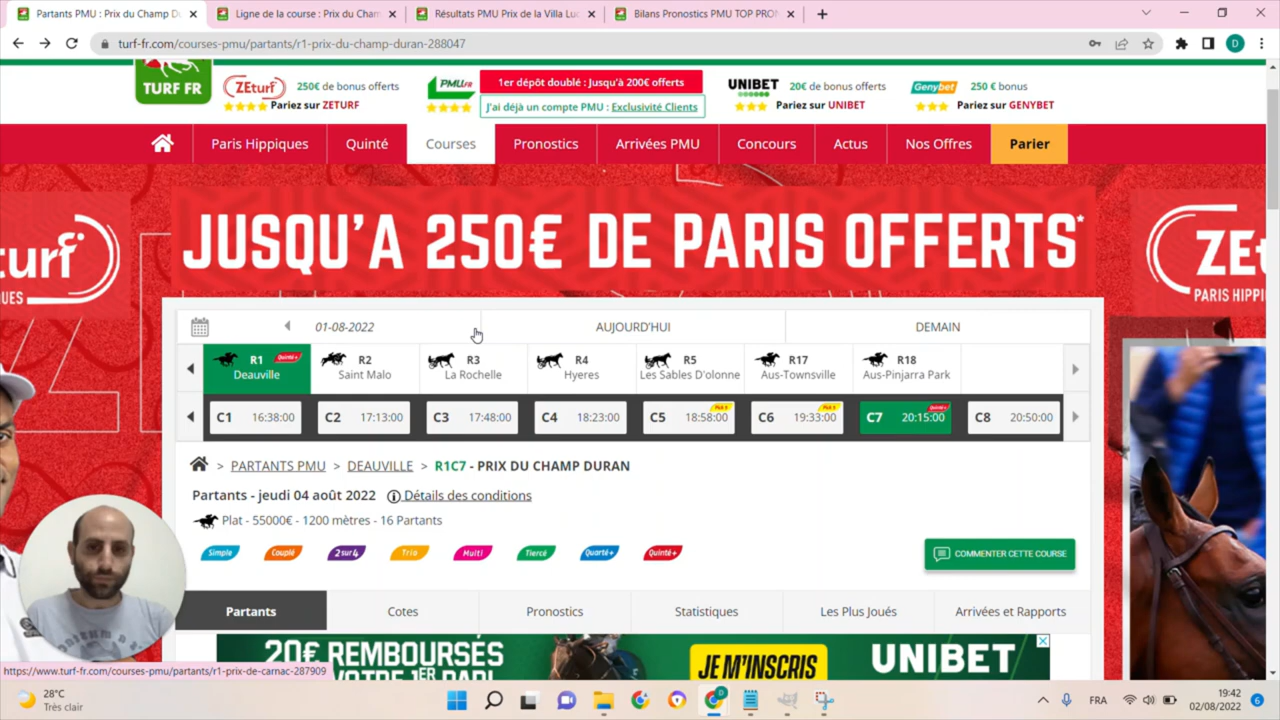 Partants PMU : Prix du Champ D
Ligne de la course : Prix du Cham
Résultats PMU Prix de la Villa Luc
Bilans Pronostics PMU TOP PRON
turf-fr.com/courses-pmu/partants/r1-prix-du-champ-duran-288047
D
TURF FR
ZEturf 250€ de bonus offerts
Pariez sur ZETURF
PMU.FR 1er dépôt doublé : Jusqu'à 200€ offerts
J'ai déjà un compte PMU : Exclusivité Clients
UNIBET 20€ de bonus offerts
Pariez sur UNIBET
Genybet 250 € bonus
Pariez sur GENYBET
Paris Hippiques Quinté Courses Pronostics Arrivées PMU Concours Actus Nos Offres Parier
JUSQU'A 250€ DE PARIS OFFERTS*
urf
QUES
ZEt
PARIS HIPPI
01-08-2022 AUJOURD'HUI DEMAIN
R1 Quinté+ R2 R3 R4 R5 R17 R18
Deauville Saint Malo La Rochelle Hyeres Les Sables D'olonne Aus-Townsville Aus-Pinjarra Park
C1 16:38:00 C2 17:13:00 C3 17:48:00 C4 18:23:00 C5 18:58:00 C6 19:33:00 C7 20:15:00 C8 20:50:00
> PARTANTS PMU > DEAUVILLE > R1C7 - PRIX DU CHAMP DURAN
Partants - jeudi 04 août 2022 Détails des conditions
Plat - 55000€ - 1200 mètres - 16 Partants
Simple Couplé 2sur4 Trio Multi Tiercé Quarté+ Quinté+
COMMENTER CETTE COURSE
Partants Cotes Pronostics Statistiques Les Plus Joués Arrivées et Rapports
20€ REMBOURSÉS
JE M'INSCRIS
UNIBET
https://www.turf-fr.com/courses-pmu/partants/r1-prix-de-carnac-287909
28°C
Très clair
FRA
19:42
02/08/2022
6